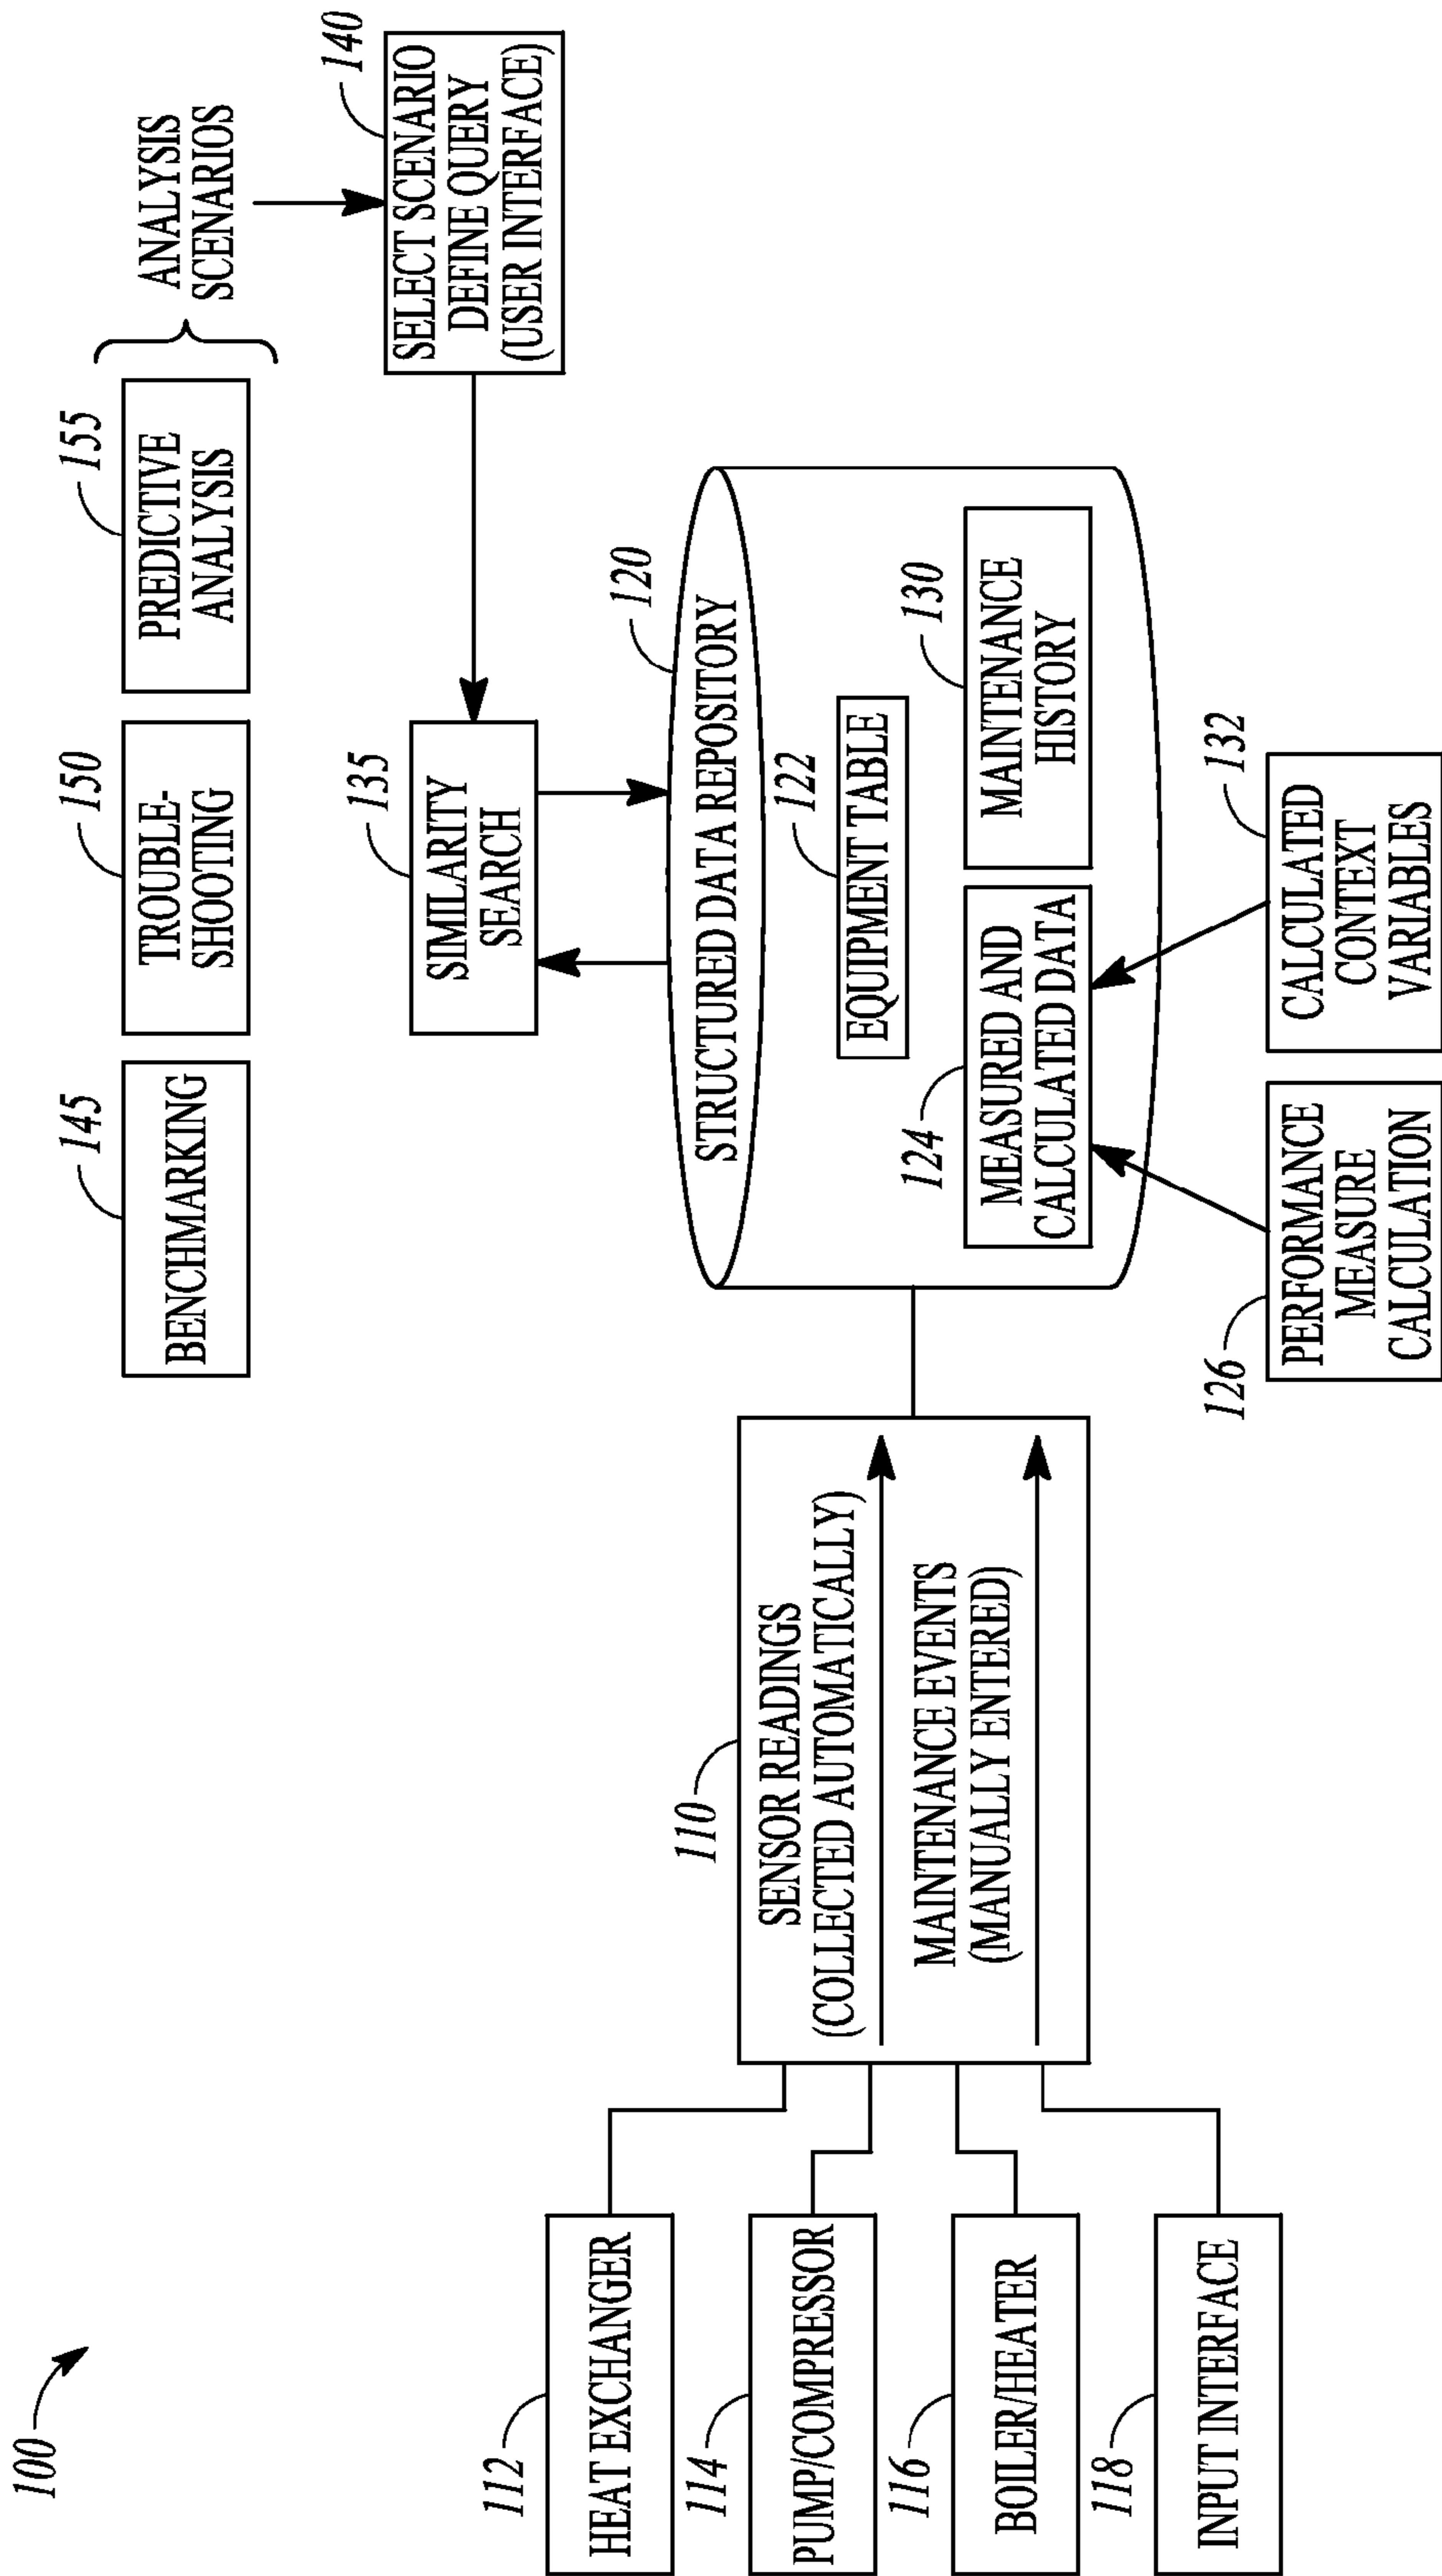 100
145
BENCHMARKING
150
TROUBLE-
SHOOTING
155
PREDICTIVE
ANALYSIS
ANALYSIS
SCENARIOS
140
SELECT SCENARIO
DEFINE QUERY
(USER INTERFACE)
135
SIMILARITY
SEARCH
120
STRUCTURED DATA REPOSITORY
122
EQUIPMENT TABLE
124
MEASURED AND
CALCULATED DATA
130
MAINTENANCE
HISTORY
126
PERFORMANCE
MEASURE
CALCULATION
132
CALCULATED
CONTEXT
VARIABLES
110
SENSOR READINGS
(COLLECTED AUTOMATICALLY)
MAINTENANCE EVENTS
(MANUALLY ENTERED)
112
HEAT EXCHANGER
114
PUMP/COMPRESSOR
116
BOILER/HEATER
118
INPUT INTERFACE